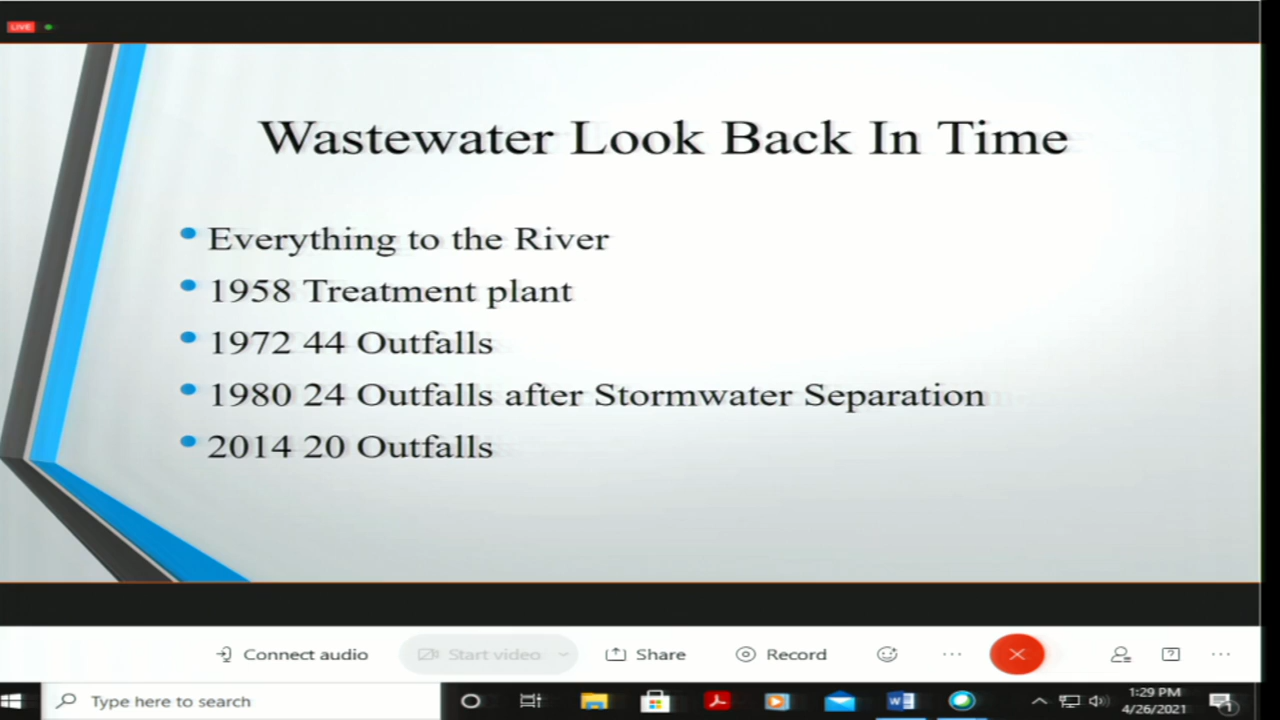 LIVE
Wastewater Look Back In Time
• Everything to the River
• 1958 Treatment plant
• 1972 44 Outfalls
• 1980 24 Outfalls after Stormwater Separation
• 2014 20 Outfalls
Connect audio Start video Share Record
Type here to search 1:29 PM
4/26/2021 1